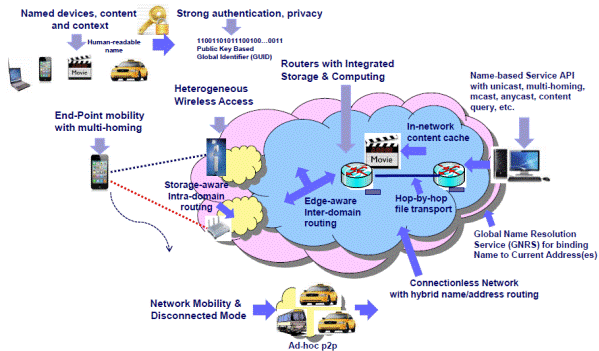 Named devices, content
and context
Human-readable
name
Strong authentication, privacy
11001101011100100...0011
Public Key Based
Global Identifier (GUID)
Movie
Routers with Integrated
Storage & Computing
Heterogeneous
Wireless Access
Name-based Service API
with unicast, multi-homing,
mcast, anycast, content
query, etc.
End-Point mobility
with multi-homing
In-network
content cache
Movie
Storage-aware
Intra-domain
routing
Edge-aware
Inter-domain
routing
Hop-by-hop
file transport
Global Name Resolution
Service (GNRS) for binding
Name to Current Address(es)
Connectionless Network
with hybrid name/address routing
Network Mobility &
Disconnected Mode
Ad-hoc p2p